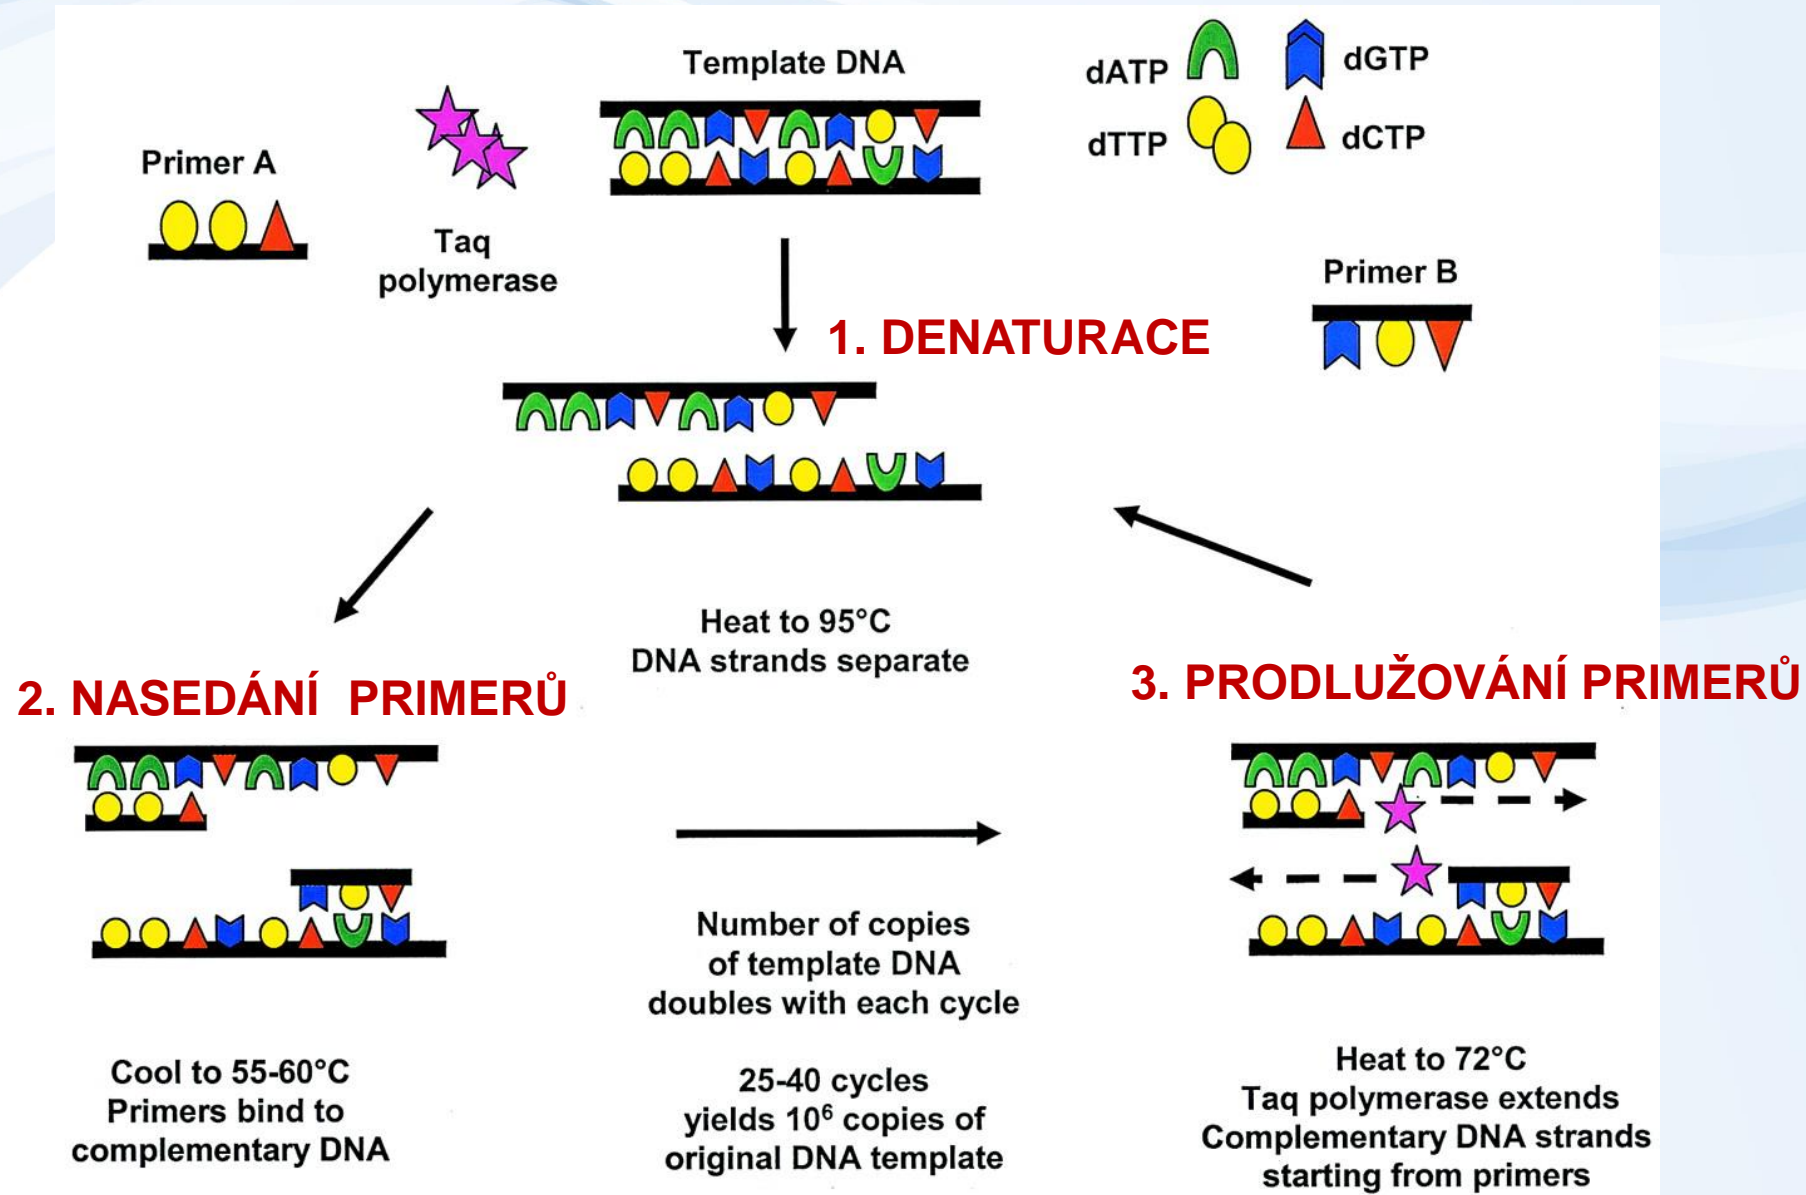 Template DNA
dATP
dGTP
dTTP
dCTP
Primer A
Taq
polymerase
Primer B
1. DENATURACE
Heat to 95°C
DNA strands separate
2. NASEDÁNÍ PRIMERŮ
3. PRODLUŽOVÁNÍ PRIMERŮ
Number of copies
of template DNA
doubles with each cycle
25-40 cycles
yields 10⁶ copies of
original DNA template
Cool to 55-60°C
Primers bind to
complementary DNA
Heat to 72°C
Taq polymerase extends
Complementary DNA strands
starting from primers